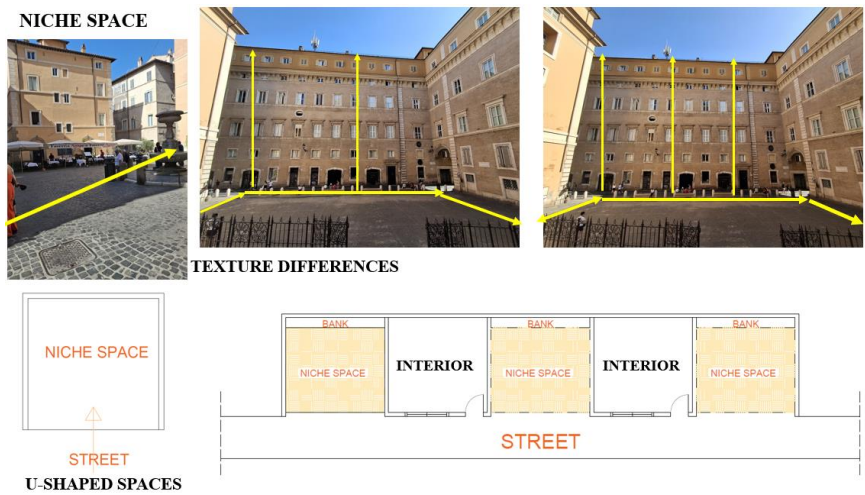 NICHE SPACE
TEXTURE DIFFERENCES
NICHE SPACE
STREET
U-SHAPED SPACES
BANK
BANK
BANK
NICHE SPACE
INTERIOR
NICHE SPACE
INTERIOR
NICHE SPACE
STREET